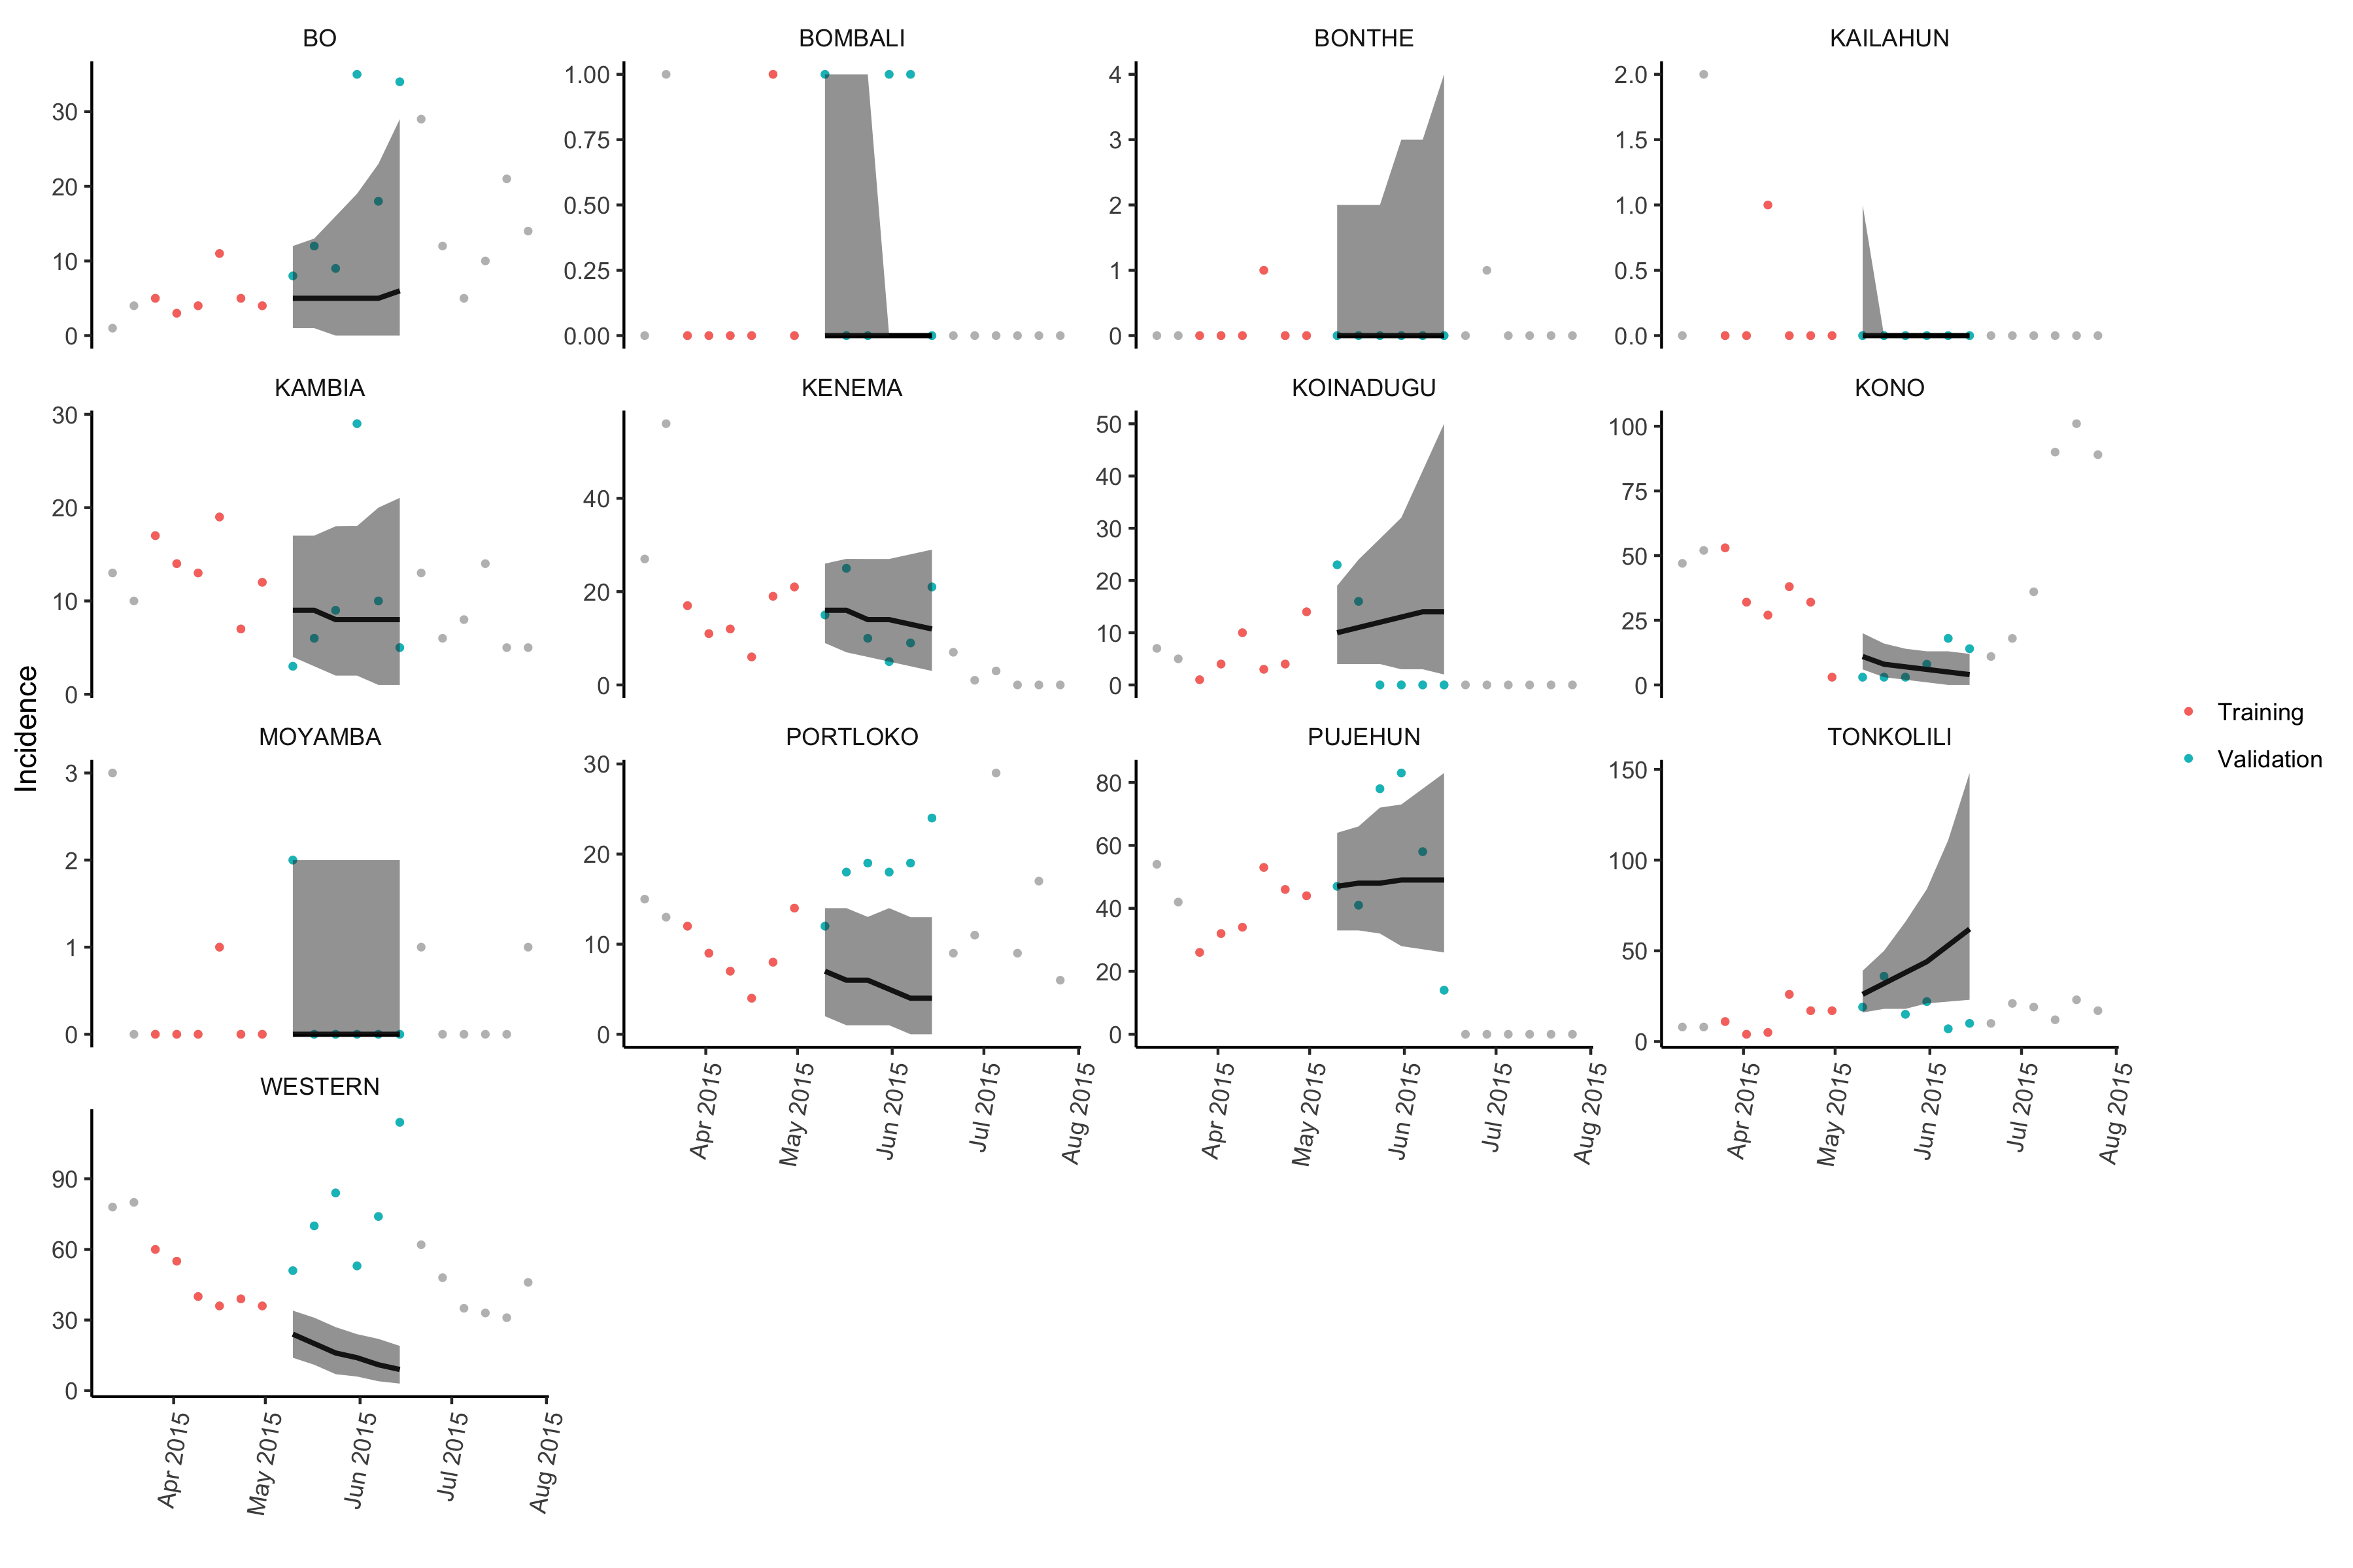 BO
BOMBALI
BONTHE
KAILAHUN
30
20
10
0
1.00
0.75
0.50
0.25
0.00
4
3
2
1
0
2.0
1.5
1.0
0.5
0.0
KAMBIA
KENEMA
KOINADUGU
KONO
30
20
10
0
40
20
0
50
40
30
20
10
0
100
75
50
25
0
MOYAMBA
PORTLOKO
PUJEHUN
TONKOLILI
3
2
1
0
30
20
10
0
80
60
40
20
0
150
100
50
0
Apr 2015
May 2015
Jun 2015
Jul 2015
Aug 2015
Apr 2015
May 2015
Jun 2015
Jul 2015
Aug 2015
Apr 2015
May 2015
Jun 2015
Jul 2015
Aug 2015
WESTERN
90
60
30
0
Apr 2015
May 2015
Jun 2015
Jul 2015
Aug 2015
Incidence
Training
Validation